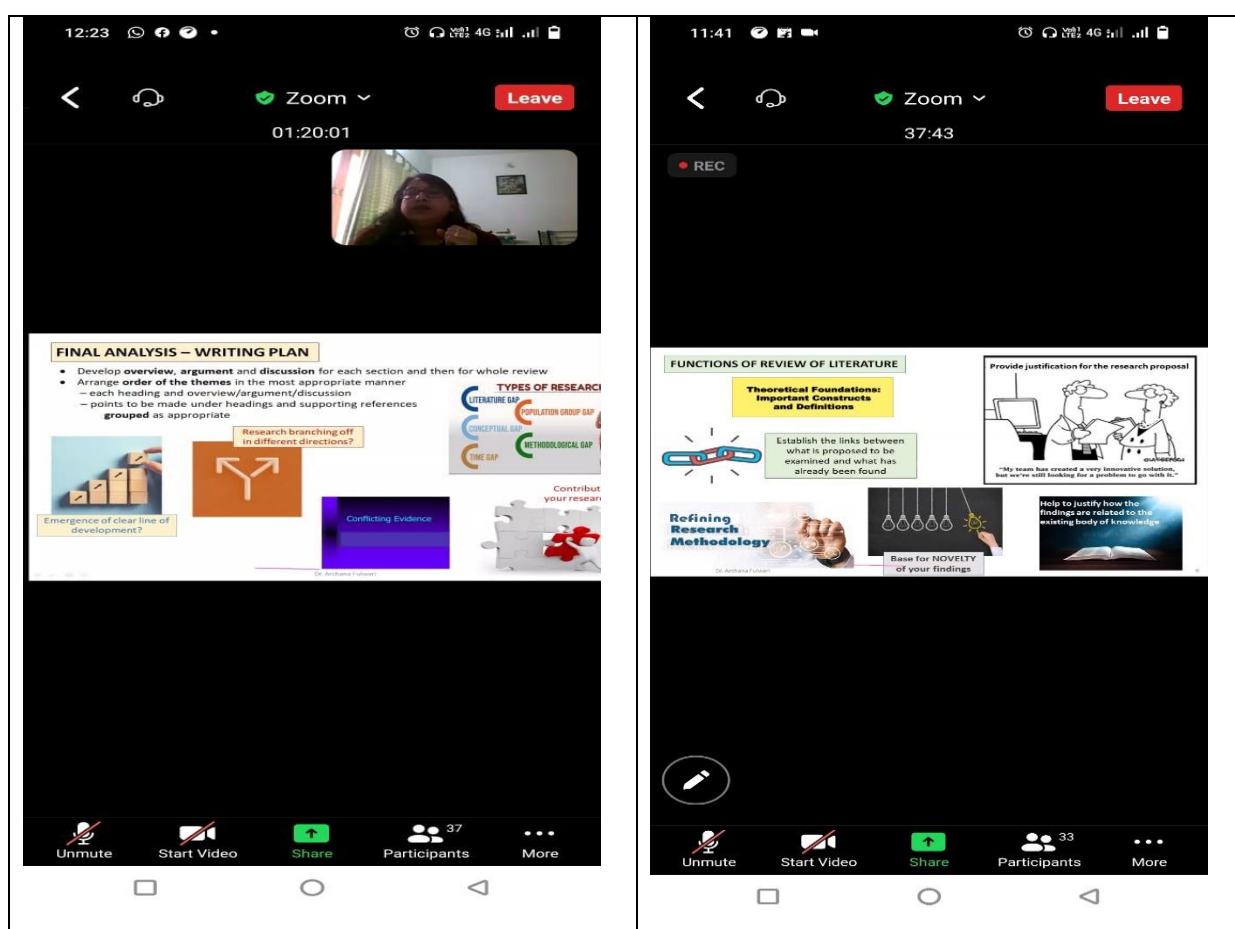 12:23
4G
Zoom
Leave
01:20:01
FINAL ANALYSIS – WRITING PLAN
• Develop overview, argument and discussion for each section and then for whole review
• Arrange order of the themes in the most appropriate manner
– each heading and overview/argument/discussion
– points to be made under headings and supporting references
grouped as appropriate
TYPES OF RESEARCH
LITERATURE GAP
POPULATION GROUP GAP
CONCEPTUAL GAP
METHODOLOGICAL GAP
TIME GAP
Research branching off
in different directions?
Emergence of clear line of
development?
Conflicting Evidence
Contribut
your resear
Dr. Archana Fulwari
Unmute
Start Video
Share
37
Participants
More
11:41
4G
Zoom
Leave
37:43
REC
FUNCTIONS OF REVIEW OF LITERATURE
Theoretical Foundations:
Important Constructs
and Definitions
Provide justification for the research proposal
"My team has created a very innovative solution,
but we're still looking for a problem to go with it."
Establish the links between
what is proposed to be
examined and what has
already been found
Refining
Research
Methodology
Base for NOVELTY
of your findings
Help to justify how the
findings are related to the
existing body of knowledge
Dr. Archana Fulwari
Unmute
Start Video
Share
33
Participants
More